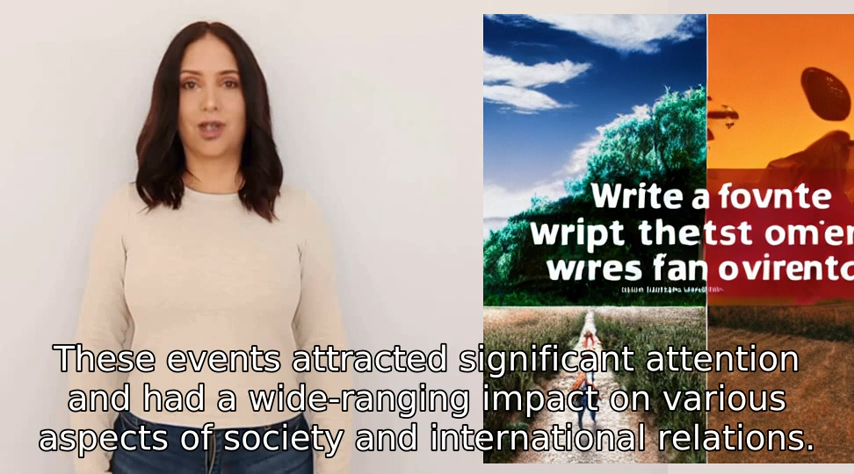 Write a fovnte
wript thetst om'er
wires fan ovirento
These events attracted significant attention
and had a wide-ranging impact on various
aspects of society and international relations.